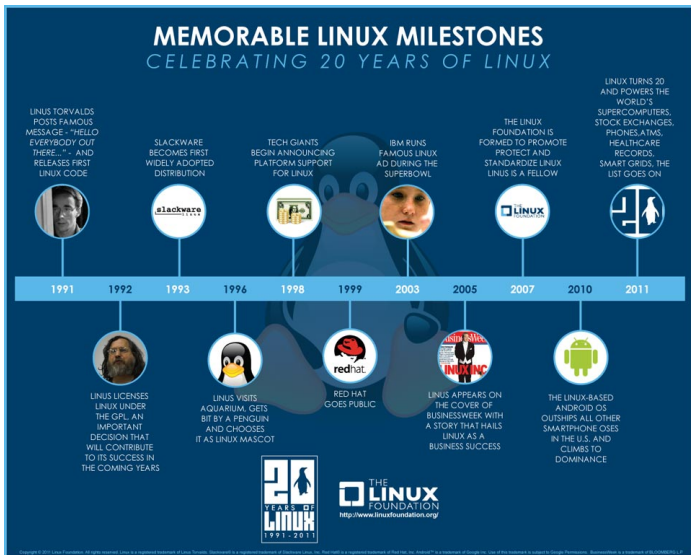 MEMORABLE LINUX MILESTONES
CELEBRATING 20 YEARS OF LINUX
LINUS TORVALDS
POSTS FAMOUS
MESSAGE - "HELLO
EVERYBODY OUT
THERE..." - AND
RELEASES FIRST
LINUX CODE
SLACKWARE
BECOMES FIRST
WIDELY ADOPTED
DISTRIBUTION
slackware
linux
TECH GIANTS
BEGIN ANNOUNCING
PLATFORM SUPPORT
FOR LINUX
IBM RUNS
FAMOUS LINUX
AD DURING THE
SUPERBOWL
THE LINUX
FOUNDATION IS
FORMED TO PROMOTE
PROTECT AND
STANDARDIZE LINUX
LINUS IS A FELLOW
THE
LINUX
FOUNDATION
LINUX TURNS 20
AND POWERS THE
WORLD'S
SUPERCOMPUTERS,
STOCK EXCHANGES,
PHONES,ATMS,
HEALTHCARE
RECORDS,
SMART GRIDS, THE
LIST GOES ON
1991 1992 1993 1996 1998 1999 2003 2005 2007 2010 2011
LINUS LICENSES
LINUX UNDER
THE GPL, AN
IMPORTANT
DECISION THAT
WILL CONTRIBUTE
TO ITS SUCCESS IN
THE COMING YEARS
LINUS VISITS
AQUARIUM, GETS
BIT BY A PENGUIN
AND CHOOSES
IT AS LINUX MASCOT
redhat.
RED HAT
GOES PUBLIC
LINUX INC
LINUS APPEARS ON
THE COVER OF
BUSINESSWEEK WITH
A STORY THAT HAILS
LINUX AS A
BUSINESS SUCCESS
THE LINUX-BASED
ANDROID OS
OUTSHIPS ALL OTHER
SMARTPHONE OSES
IN THE U.S. AND
CLIMBS TO
DOMINANCE
20
YEARS OF
LINUX
1991-2011
THE
LINUX
FOUNDATION
http://www.linuxfoundation.org/